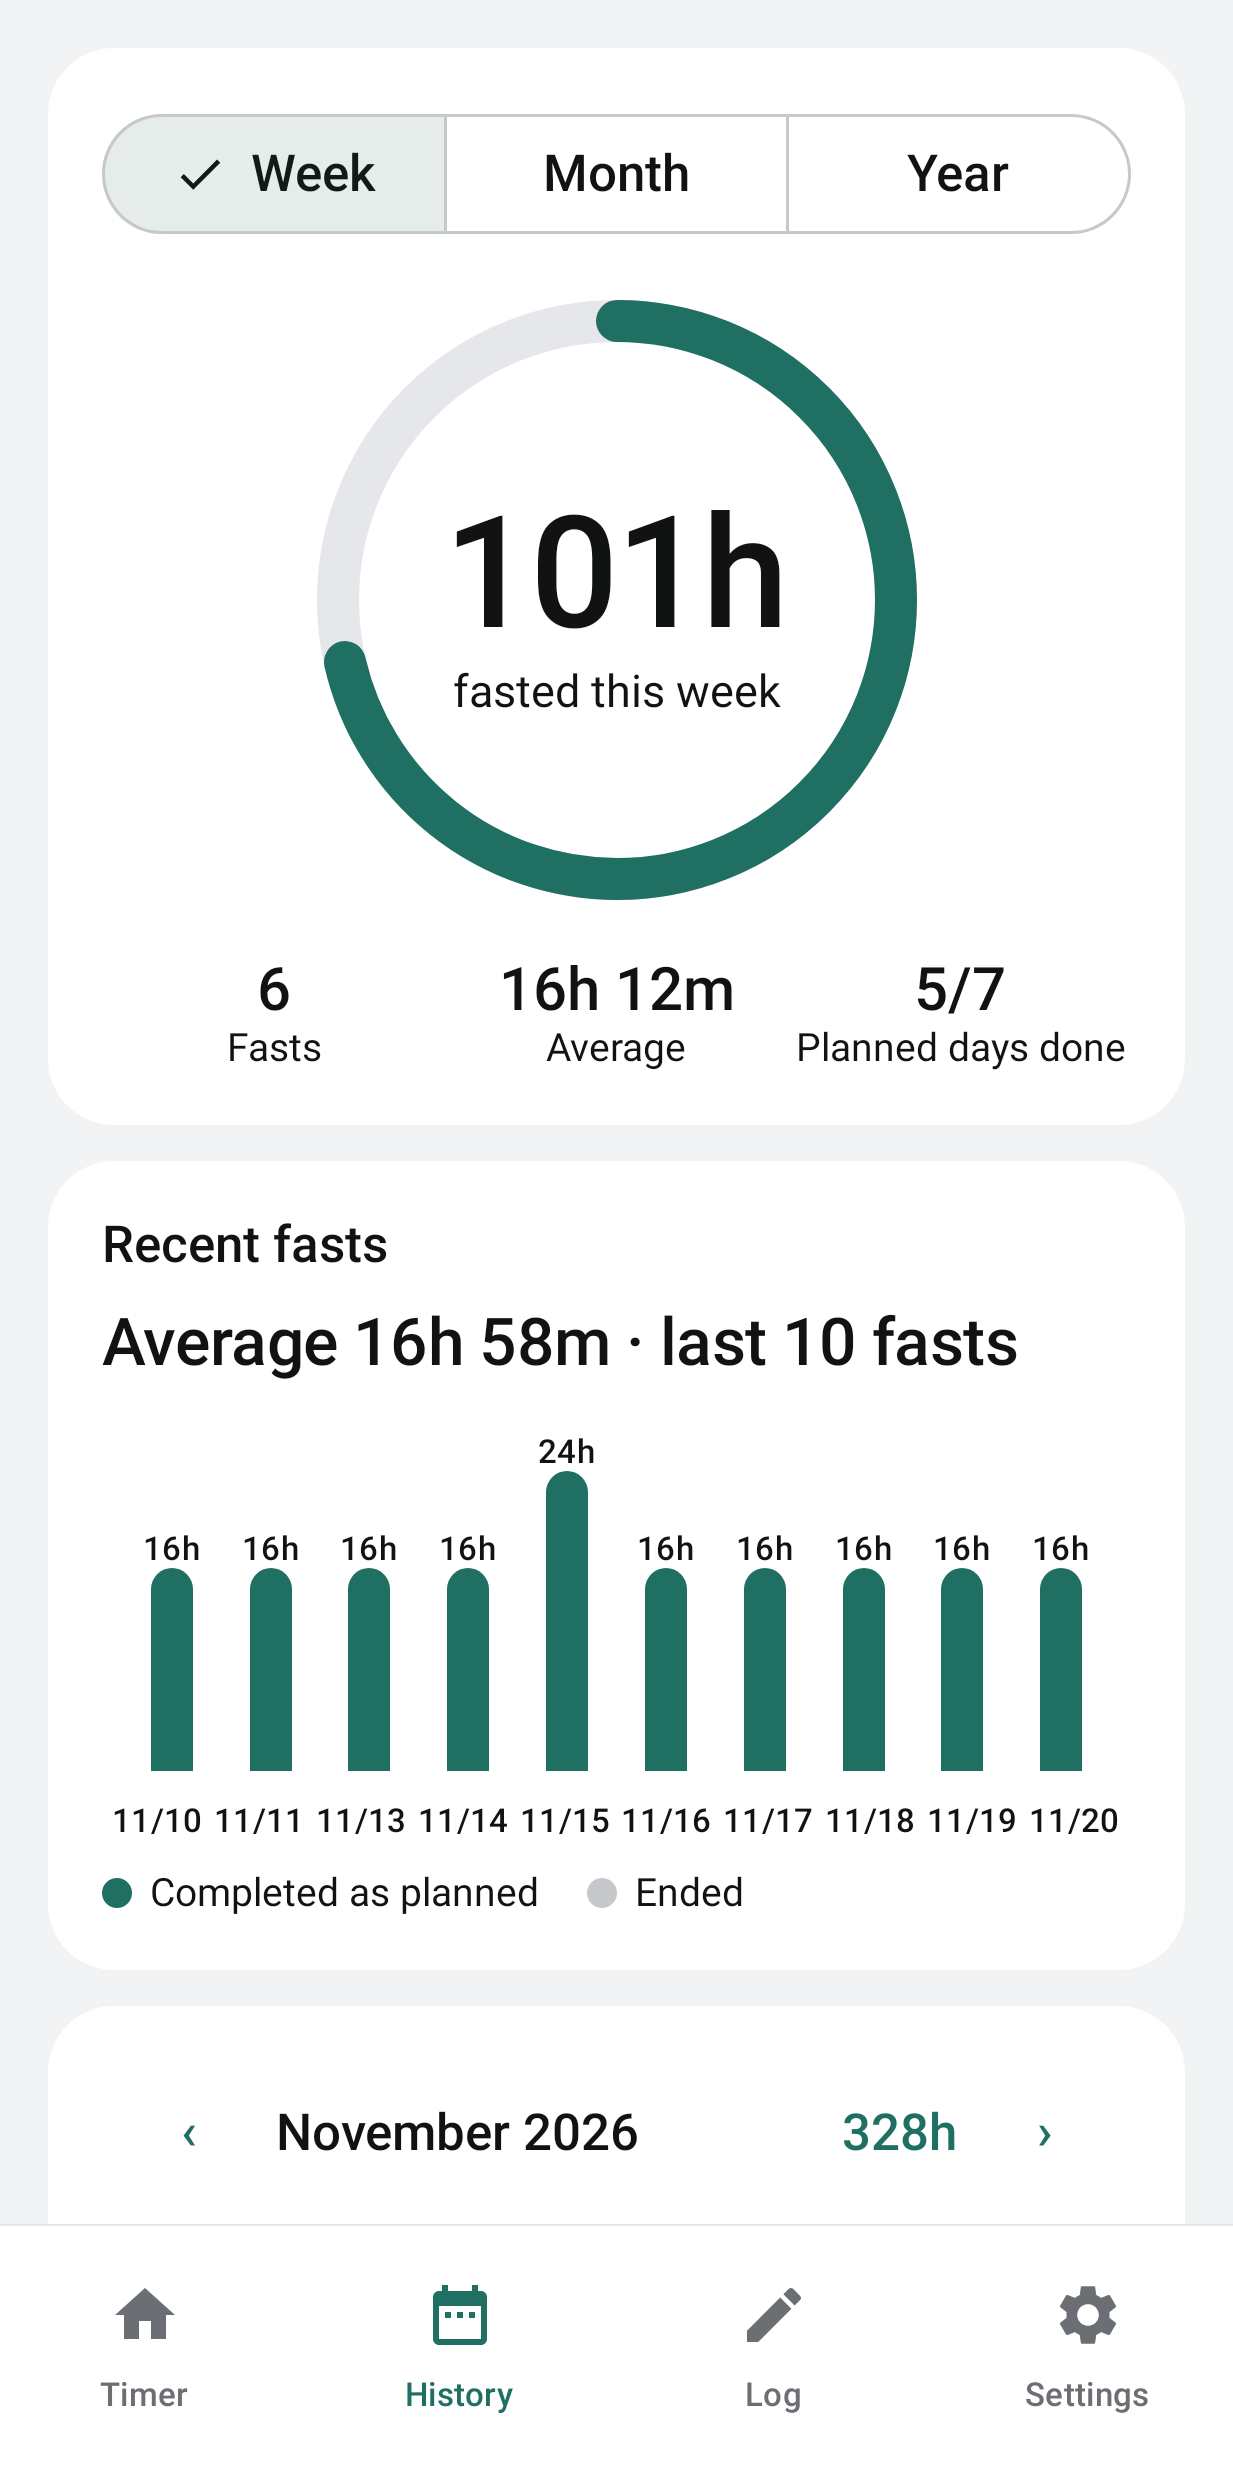 Week
Month
Year
101h
fasted this week
6
Fasts
16h 12m
Average
5/7
Planned days done
Recent fasts
Average 16h 58m · last 10 fasts
24h
16h 16h 16h 16h 16h 16h 16h 16h 16h
11/10 11/11 11/13 11/14 11/15 11/16 11/17 11/18 11/19 11/20
Completed as planned
Ended
‹ November 2026 328h ›
Timer
History
Log
Settings